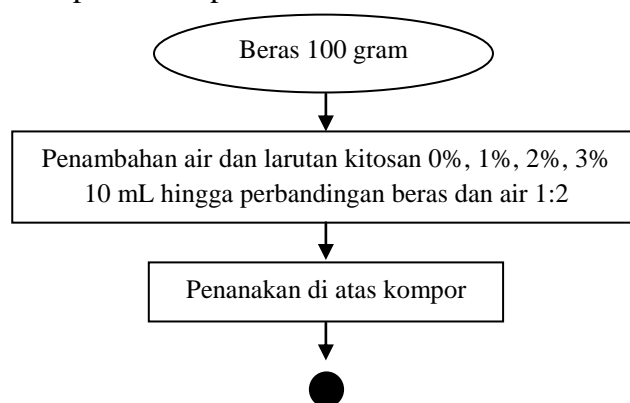 Beras 100 gram
Penambahan air dan larutan kitosan 0%, 1%, 2%, 3%
10 mL hingga perbandingan beras dan air 1:2
Penanakan di atas kompor